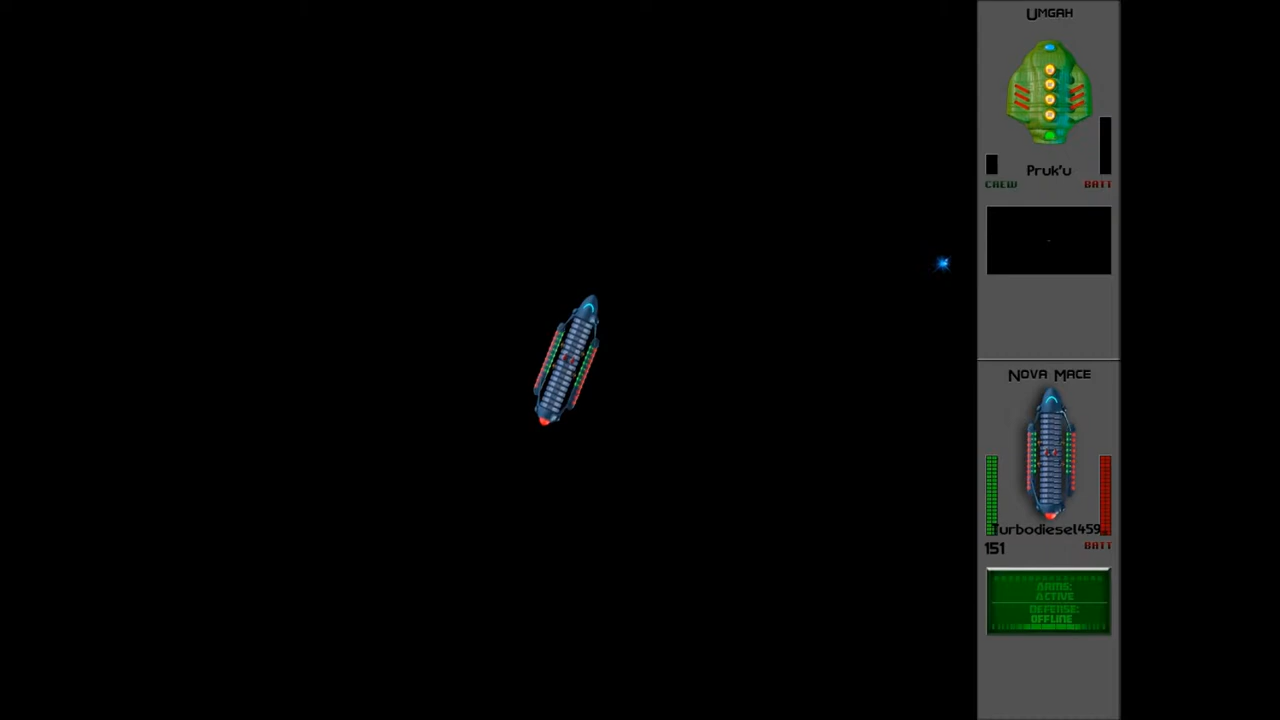 Umgah
Pruk'u
CREW BATT
Nova Mace
Turbodiesel459
151 BATT
ARMS:
ACTIVE
DEFENSE:
OFFLINE